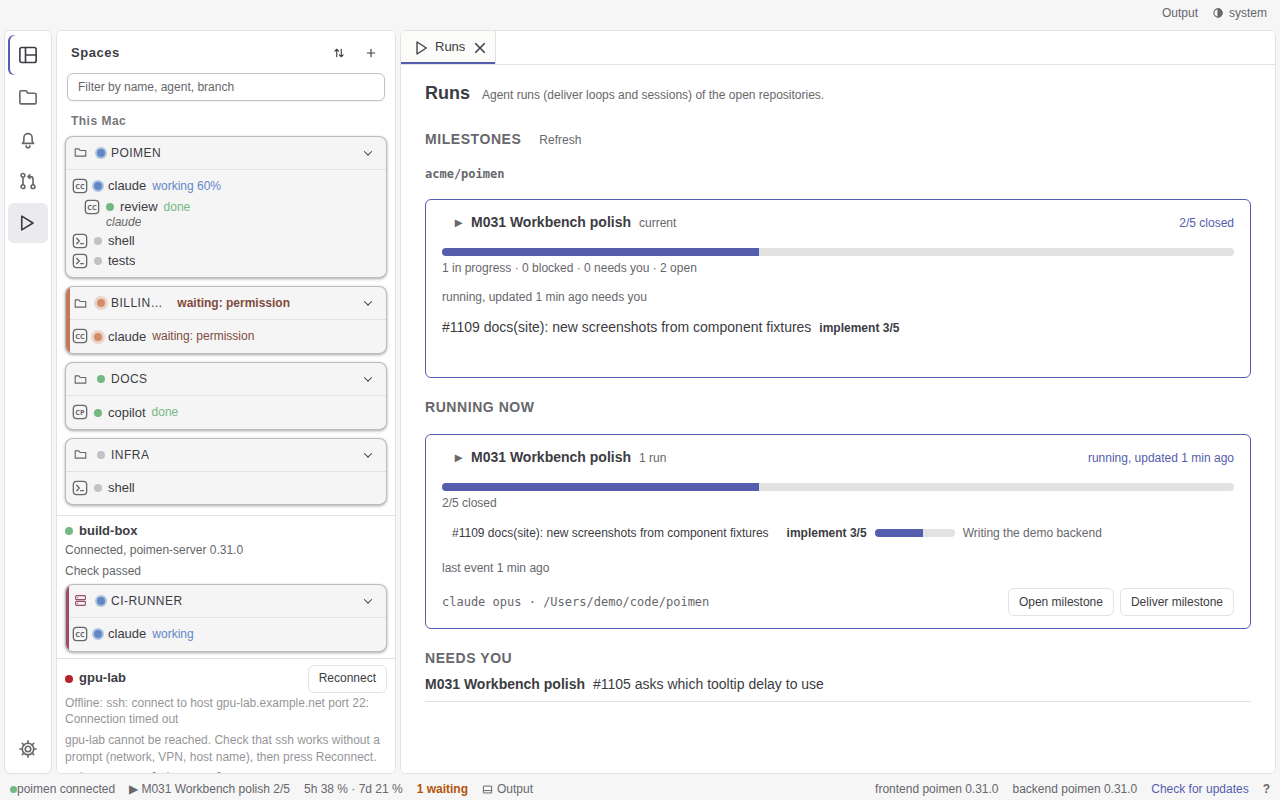 Output system
Spaces
Filter by name, agent, branch
This Mac
POIMEN
CC claude working 60%
CC review done
claude
shell
tests
BILLIN... waiting: permission
CC claude waiting: permission
DOCS
CP copilot done
INFRA
shell
build-box
Connected, poimen-server 0.31.0
Check passed
CI-RUNNER
CC claude working
gpu-lab Reconnect
Offline: ssh: connect to host gpu-lab.example.net port 22:
Connection timed out
gpu-lab cannot be reached. Check that ssh works without a
prompt (network, VPN, host name), then press Reconnect.
Runs
Runs Agent runs (deliver loops and sessions) of the open repositories.
MILESTONES Refresh
acme/poimen
▶ M031 Workbench polish current 2/5 closed
1 in progress · 0 blocked · 0 needs you · 2 open
running, updated 1 min ago needs you
#1109 docs(site): new screenshots from component fixtures implement 3/5
RUNNING NOW
▶ M031 Workbench polish 1 run running, updated 1 min ago
2/5 closed
#1109 docs(site): new screenshots from component fixtures implement 3/5 Writing the demo backend
last event 1 min ago
claude opus · /Users/demo/code/poimen Open milestone Deliver milestone
NEEDS YOU
M031 Workbench polish #1105 asks which tooltip delay to use
poimen connected ▶ M031 Workbench polish 2/5 5h 38 % · 7d 21 % 1 waiting Output frontend poimen 0.31.0 backend poimen 0.31.0 Check for updates ?